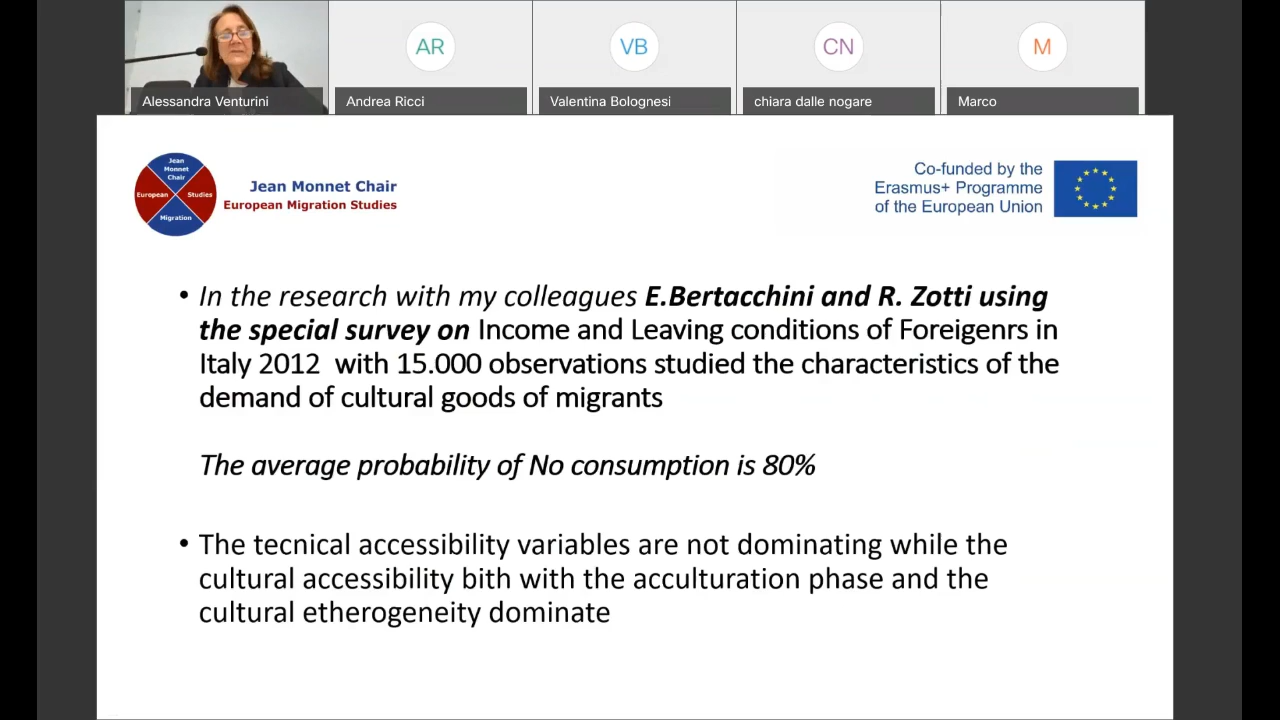 AR
VB
CN
M
Alessandra Venturini
Andrea Ricci
Valentina Bolognesi
chiara dalle nogare
Marco
Jean
Monnet
Chair
European
Studies
Migration
Jean Monnet Chair
European Migration Studies
Co-funded by the
Erasmus+ Programme
of the European Union
• In the research with my colleagues E.Bertacchini and R. Zotti using
the special survey on Income and Leaving conditions of Foreigenrs in
Italy 2012 with 15.000 observations studied the characteristics of the
demand of cultural goods of migrants
The average probability of No consumption is 80%
• The tecnical accessibility variables are not dominating while the
cultural accessibility bith with the acculturation phase and the
cultural etherogeneity dominate